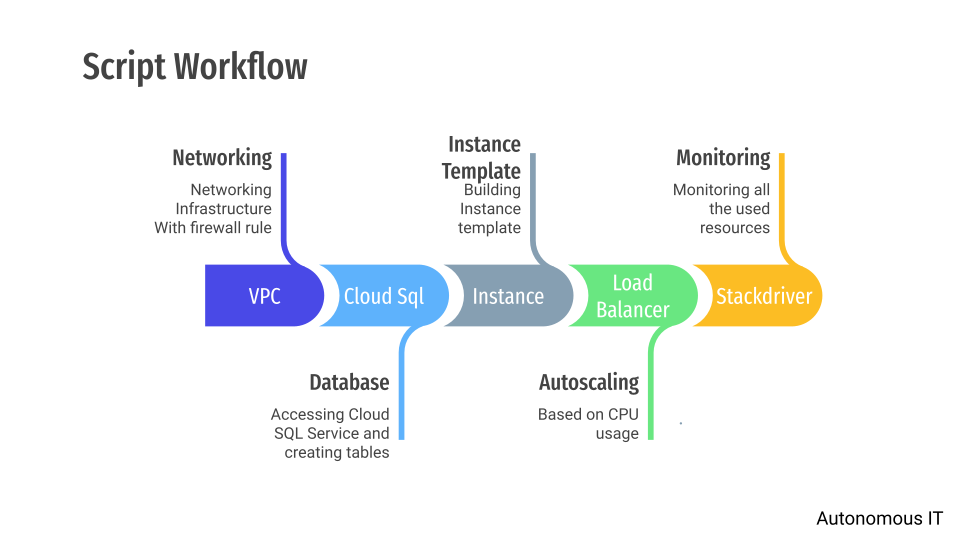 Script Workflow
Networking
Networking
Infrastructure
With firewall rule
Instance
Template
Building
Instance
template
Monitoring
Monitoring all
the used
resources
VPC
Cloud Sql
Instance
Load
Balancer
Stackdriver
Database
Accessing Cloud
SQL Service and
creating tables
Autoscaling
Based on CPU
usage
.
Autonomous IT